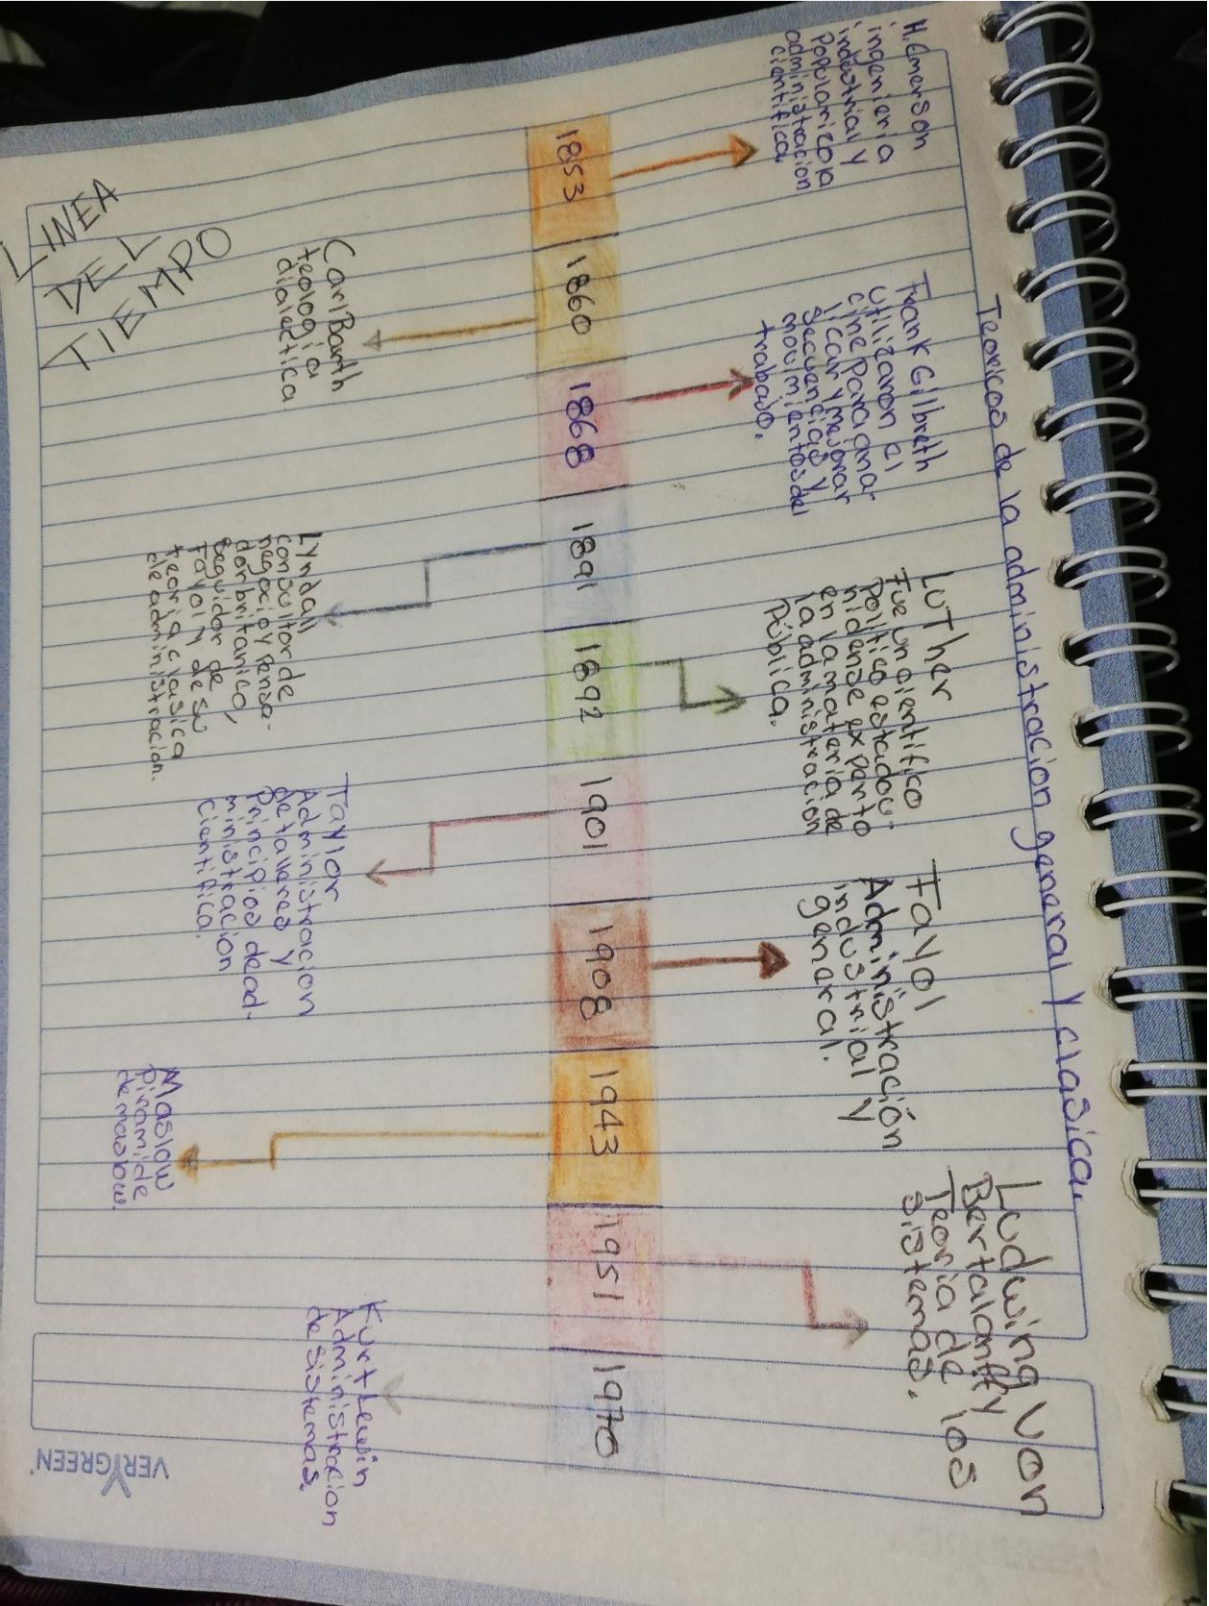 Teoricos de la administracion general y clasica.
H. Emerson
ingenieria
industrial y
Popularico la
administracion
cientifica
Frank Gilbreth
utilizaron el
cine para ana-
licar y mejorar
secuencias y
movimientos del
trabajo.
LuTher
Fue un cientifico
Politico estadou-
nidense experto
en la materia de
la administracion
Pública.
Fayol
Administración
industrial y
general.
Ludwing Von
Bertalanffy
Teoria de los
sistemas.
1853
1860
1868
1891
1892
1901
1908
1943
1951
1970
Carl Barth
teologia
dialectica
Lyndall
consultor de
negocio y pensa-
dor britanico,
seguidor de
Fayol y de su
teoria clasica
de administracion.
Taylor
Administracion
de talleres y
Principios de ad-
ministracion
cientifica.
Maslow
Piramide
de maslow.
Kurt Lewin
Administracion
de sistemas.
LINEA
DEL
TIEMPO
VERYGREEN